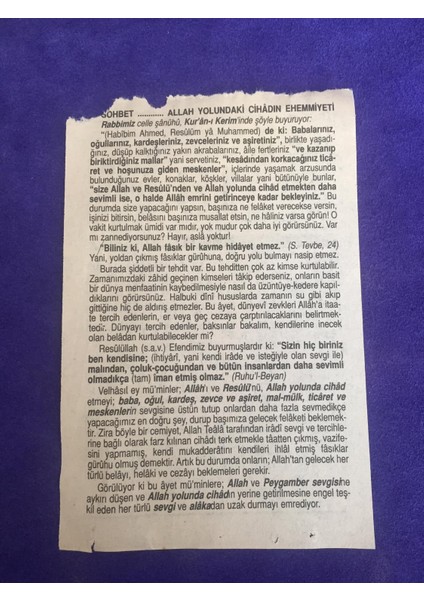 SOHBET ............ ALLAH YOLUNDAKİ CİHÂDIN EHEMMİYETİ
Rabbimiz celle şânühû, Kur'ân-ı Kerim'inde şöyle buyuruyor:
"(Habîbim Ahmed, Resûlüm yâ Muhammed) de ki: Babalarınız,
oğullarınız, kardeşleriniz, zevceleriniz ve aşîretiniz", birlikte yaşadı-
ğınız, düşüp kalktığınız yakın akrabalarınız, âile fertleriniz "ve kazanıp
biriktirdiğiniz mallar" yani servetiniz, "kesâdından korkacağınız ticâ-
ret ve hoşunuza giden meskenler", içlerinde yaşamak arzusunda
bulunduğunuz evler, konaklar, köşkler, villalar yani bütünüyle bunlar,
"size Allah ve Resûlü'nden ve Allah yolunda cihâd etmekten daha
sevimli ise, o halde Allâh emrini getirinceye kadar bekleyiniz." Bu
durumda size yapacağını yapsın, başınıza ne felâket verecekse versin,
işinizi bitirsin, belâsını başınıza musallat etsin, ne hâliniz varsa görün! O
vakit kurtulmak ümidi var mıdır, yok mudur çok daha iyi görürsünüz. Var
mı zannediyorsunuz? Hayır, aslâ yoktur!
"Biliniz ki, Allah fâsık bir kavme hidâyet etmez." (S. Tevbe, 24)
Yani, yoldan çıkmış fâsıklar gürûhuna, doğru yolu bulmayı nasip etmez.
Burada şiddetli bir tehdit var. Bu tehditten çok az kimse kurtulabilir.
Zamanımızdaki zâhid geçinen kimseleri tâkip ederseniz, onların basit
bir dünya menfaatinin kaybedilmesiyle nasıl da üzüntüye-kedere kapıl-
dıklarını görürsünüz. Halbuki dinî hususlarda zamanın su gibi akıp
gittiğine hiç de aldırış etmezler. Bu âyet, dünyevî zevkleri Allâh'a itaa-
te tercih edenlerin, er veya geç cezaya çarptırılacaklarını belirtmek-
tedir. Dünyayı tercih edenler, baksınlar bakalım, kendilerine inecek
olan belâdan kurtulabilecekler mi?
Resûlüllah (s.a.v.) Efendimiz buyurmuşlardır ki: "Sizin hiç biriniz
ben kendisine; (ihtiyârî, yani kendi irâde ve isteğiyle olan sevgi ile)
malından, çoluk-çocuğundan ve bütün insanlardan daha sevimli
olmadıkça (tam) îman etmiş olmaz." (Ruhu'l-Beyan)
Velhâsıl ey mü'minler; Allâh'ı ve Resûlü'nü, Allah yolunda cihâd
etmeyi; baba, oğul, kardeş, zevce ve aşîret, mal-mülk, ticâret ve
meskenlerin sevgisine üstün tutup onlardan daha fazla sevmedikçe
yapacağımız en doğru şey, durup başımıza gelecek felâketi beklemek-
tir. Zira böyle bir cemiyet, Allah Teâlâ tarafından irâdî sevgi ve tercihle-
rine bağlı olarak farz kılınan cihâdı terk etmekle tâatten çıkmış, vazife-
sini yapmamış, kendi mukadderâtını kendileri ihlâl etmiş fâsıklar
gürûhu olmuş demektir. Artık bu durumda onların; Allah'tan gelecek her
türlü belâyı, helâki ve cezâyı beklemeleri gerekir.
Görülüyor ki bu âyet mü'minlere; Allah ve Peygamber sevgisine
aykırı düşen ve Allah yolunda cihâdın yerine getirilmesine engel teş-
kil eden her türlü sevgi ve alâkadan uzak durmayı emrediyor.